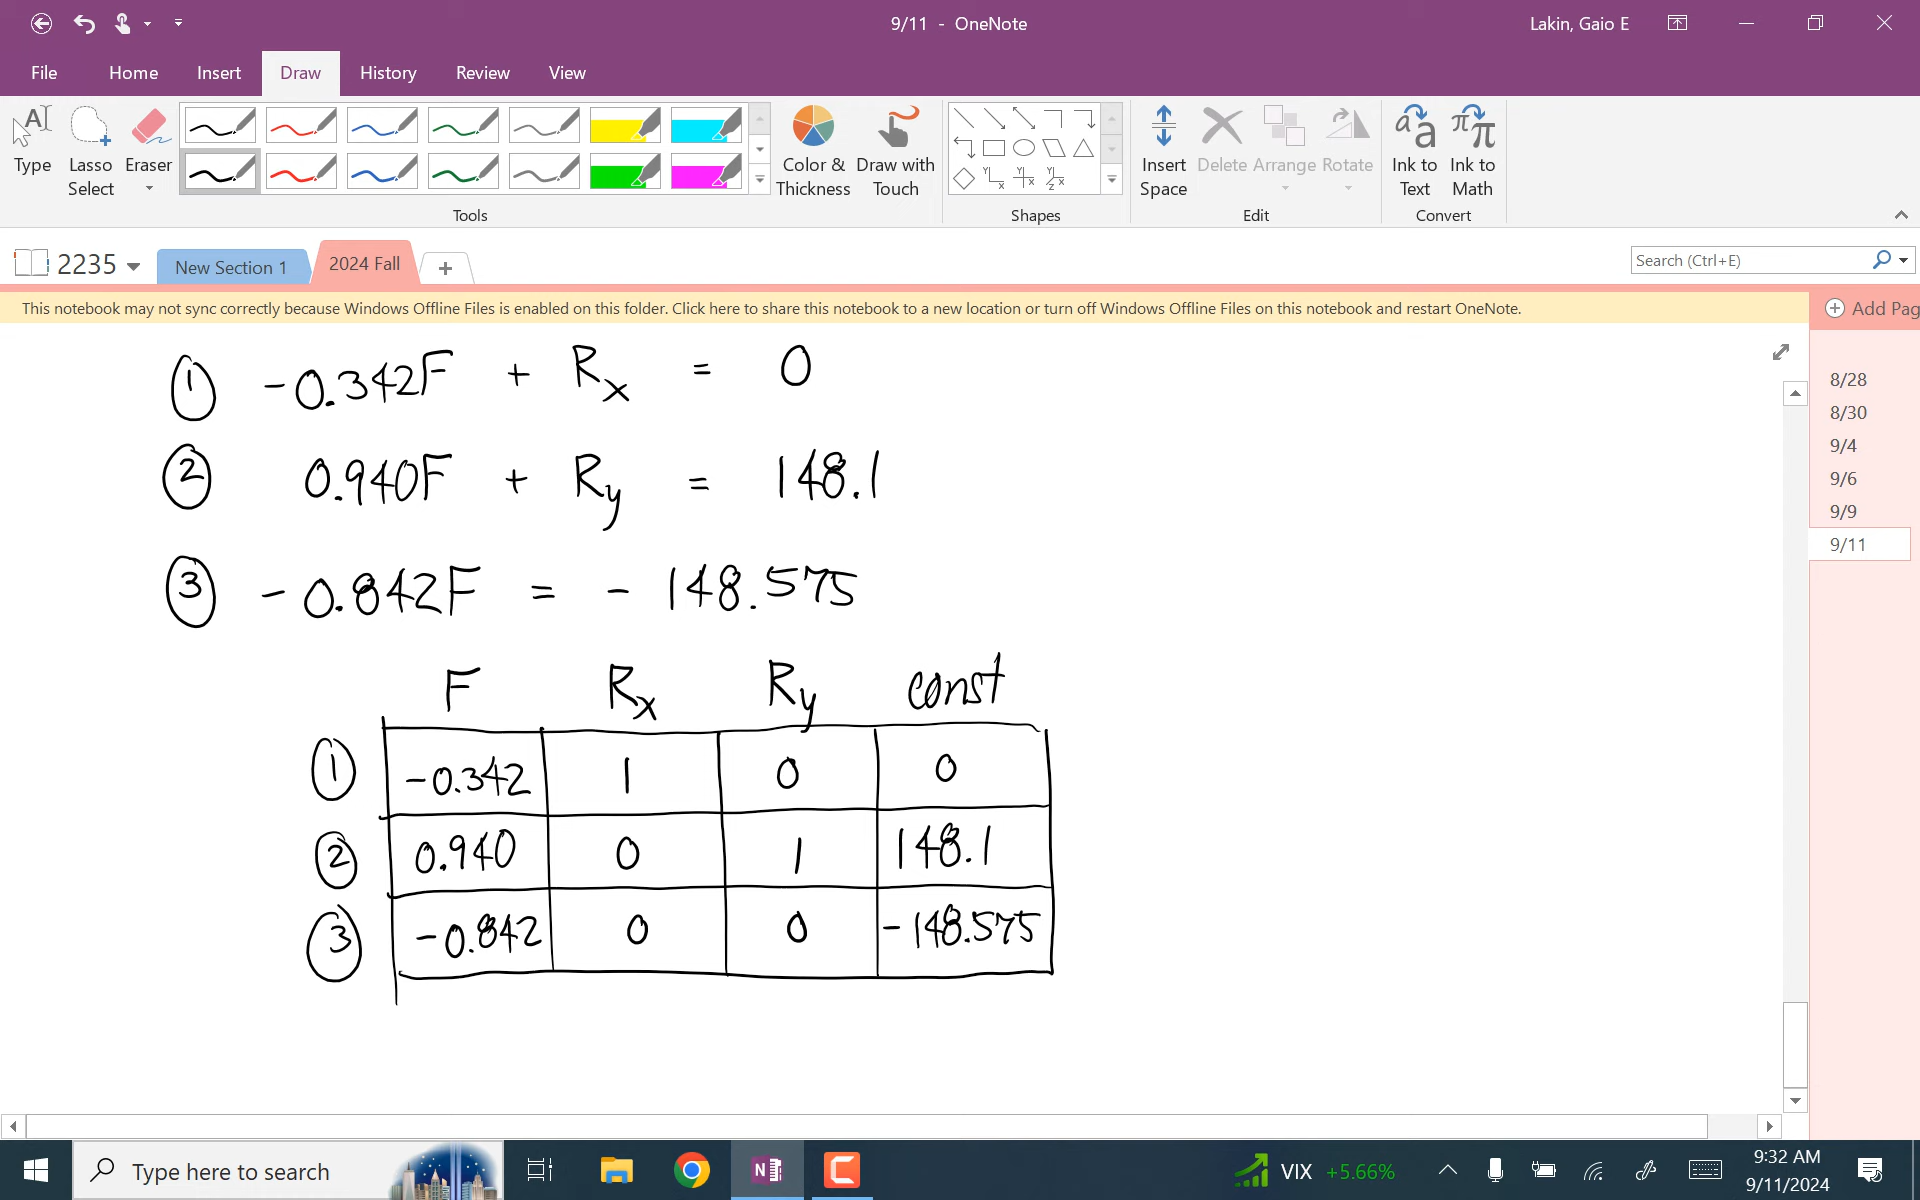 9/11 - OneNote
Lakin, Gaio E
File Home Insert Draw History Review View
Type
Lasso Select
Eraser
Color & Thickness
Draw with Touch
Insert Space
Delete
Arrange
Rotate
Ink to Text
Ink to Math
Tools Shapes Edit Convert
2235 New Section 1 2024 Fall +
Search (Ctrl+E)
This notebook may not sync correctly because Windows Offline Files is enabled on this folder. Click here to share this notebook to a new location or turn off Windows Offline Files on this notebook and restart OneNote.
Add Pag
8/28
8/30
9/4
9/6
9/9
9/11
① -0.342F + Rx = 0
② 0.940F + Ry = 148.1
③ -0.842F = -148.575
F Rx Ry const
① -0.342 1 0 0
② 0.940 0 1 148.1
③ -0.842 0 0 -148.575
Type here to search
VIX +5.66%
9:32 AM
9/11/2024